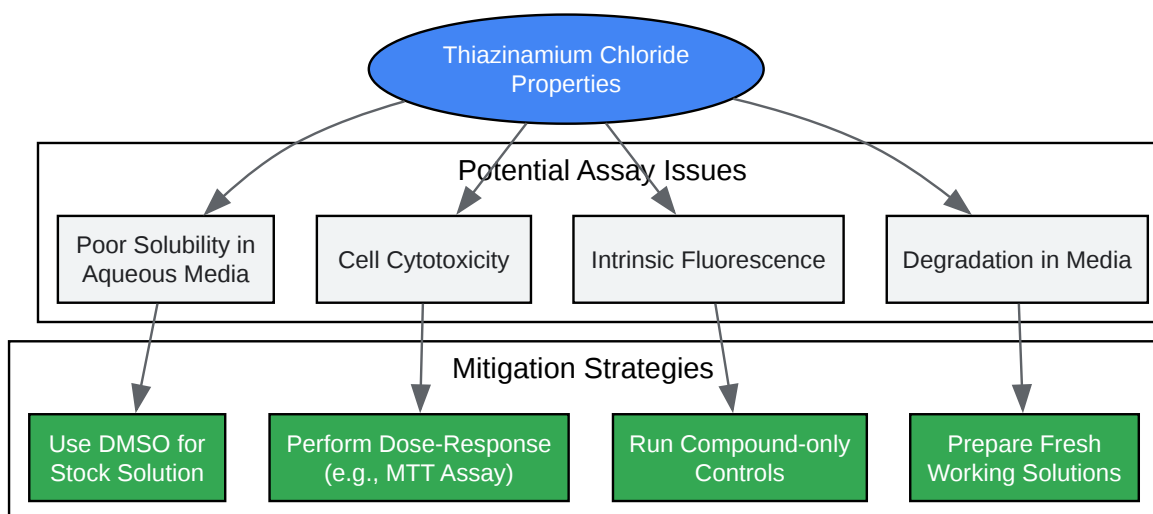 Thiazinamium Chloride
Properties
Potential Assay Issues
Poor Solubility in
Aqueous Media
Cell Cytotoxicity
Intrinsic Fluorescence
Degradation in Media
Mitigation Strategies
Use DMSO for
Stock Solution
Perform Dose-Response
(e.g., MTT Assay)
Run Compound-only
Controls
Prepare Fresh
Working Solutions